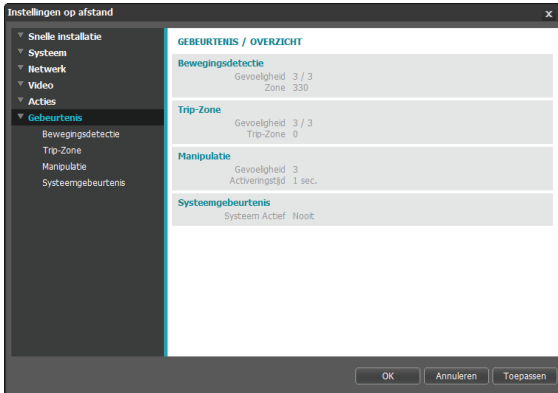 Instellingen op afstand
x
Snelle installatie
Systeem
Netwerk
Video
Acties
Gebeurtenis
Bewegingsdetectie
Trip-Zone
Manipulatie
Systeemgebeurtenis
GEBEURTENIS / OVERZICHT
Bewegingsdetectie
Gevoeligheid 3 / 3
Zone 330
Trip-Zone
Gevoeligheid 3 / 3
Trip-Zone 0
Manipulatie
Gevoeligheid 3
Activeringstijd 1 sec.
Systeemgebeurtenis
Systeem Actief Nooit
OK Annuleren Toepassen